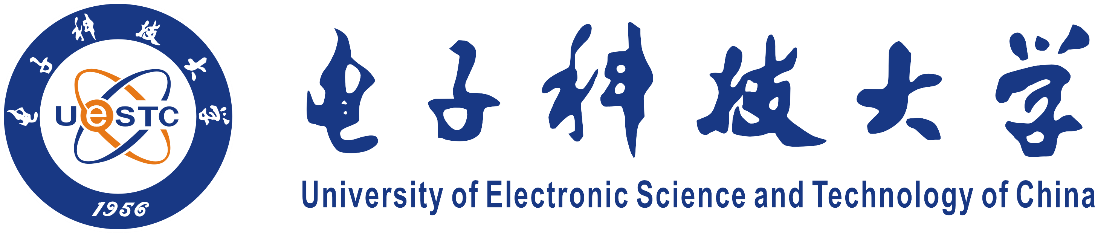 电子科技大学
UeSTC
1956
电子科技大学
University of Electronic Science and Technology of China